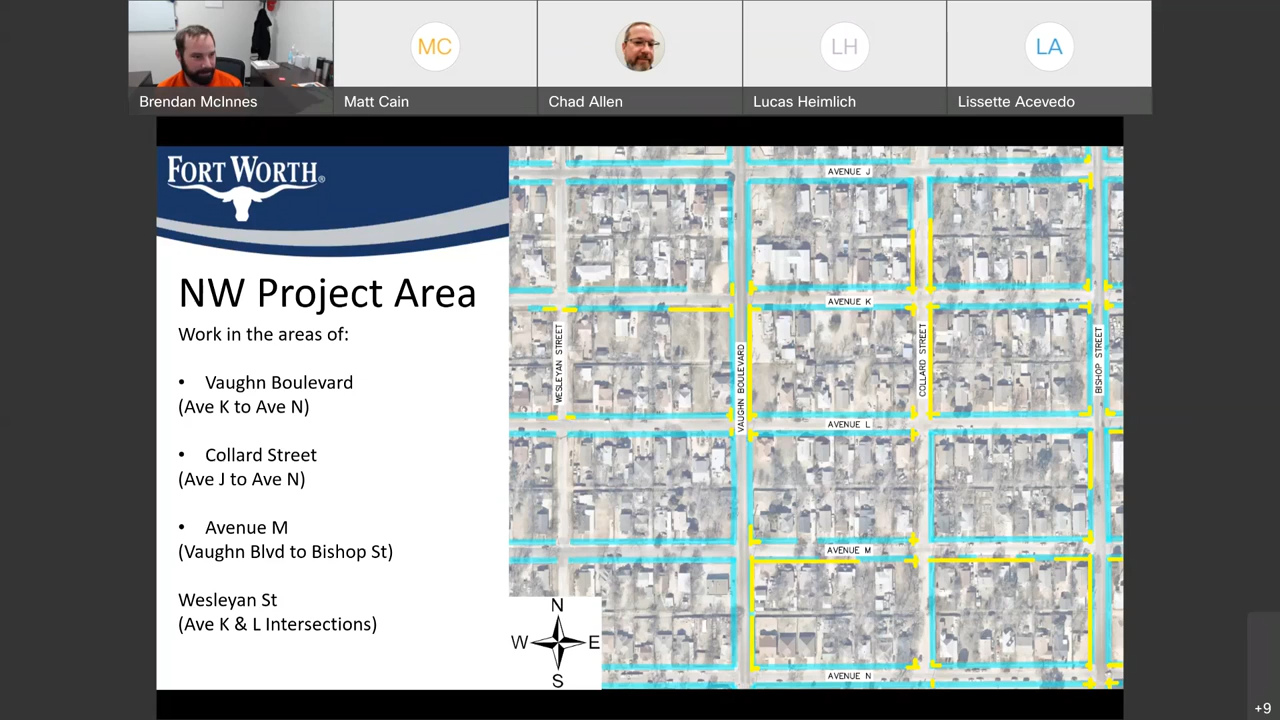 MC
LH
LA
Brendan McInnes
Matt Cain
Chad Allen
Lucas Heimlich
Lissette Acevedo
FORT WORTH®
NW Project Area
Work in the areas of:
• Vaughn Boulevard
(Ave K to Ave N)
• Collard Street
(Ave J to Ave N)
• Avenue M
(Vaughn Blvd to Bishop St)
Wesleyan St
(Ave K & L Intersections)
AVENUE J
AVENUE K
WESLEYAN STREET
VAUGHN BOULEVARD
COLLARD STREET
BISHOP STREET
AVENUE L
AVENUE M
AVENUE N
N
W
E
S
+9